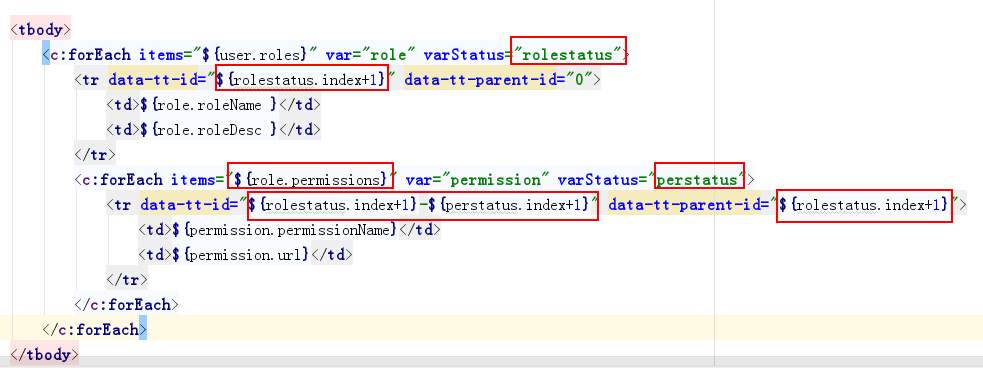 <tbody>
<c:forEach items="${user.roles}" var="role" varStatus="rolestatus">
<tr data-tt-id="${rolestatus.index+1}" data-tt-parent-id="0">
<td>${role.roleName }</td>
<td>${role.roleDesc }</td>
</tr>
<c:forEach items="${role.permissions}" var="permission" varStatus="perstatus">
<tr data-tt-id="${rolestatus.index+1}-${perstatus.index+1}" data-tt-parent-id="${rolestatus.index+1}">
<td>${permission.permissionName}</td>
<td>${permission.url}</td>
</tr>
</c:forEach>
</c:forEach>
</tbody>